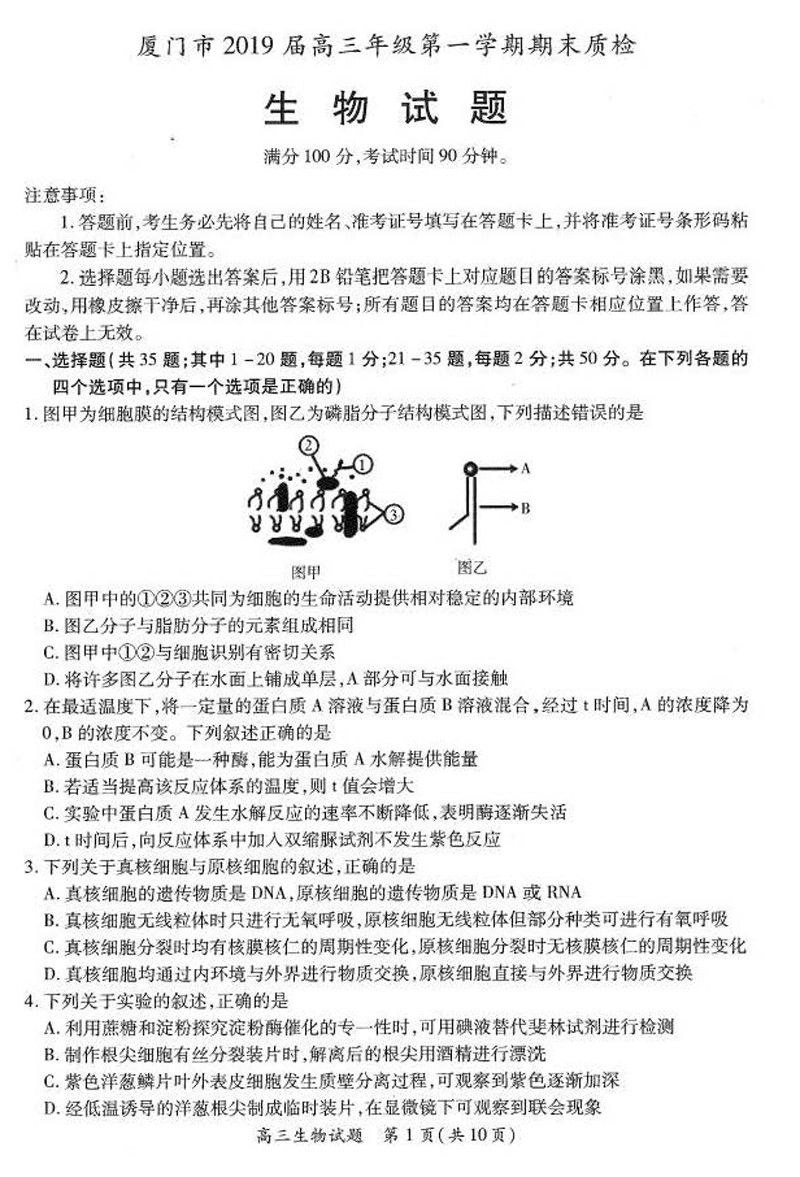 厦门市 2019 届高三年级第一学期期末质检
生 物 试 题
满分 100 分,考试时间 90 分钟。
注意事项:
1. 答题前,考生务必先将自己的姓名、准考证号填写在答题卡上,并将准考证号条形码粘
贴在答题卡上指定位置。
2. 选择题每小题选出答案后,用 2B 铅笔把答题卡上对应题目的答案标号涂黑,如果需要
改动,用橡皮擦干净后,再涂其他答案标号;所有题目的答案均在答题卡相应位置上作答,答
在试卷上无效。
一、选择题(共 35 题;其中 1-20 题,每题 1 分;21-35 题,每题 2 分;共 50 分。在下列各题的
四个选项中,只有一个选项是正确的)
1. 图甲为细胞膜的结构模式图,图乙为磷脂分子结构模式图,下列描述错误的是
②
①
③
A
B
图甲
图乙
A. 图甲中的①②③共同为细胞的生命活动提供相对稳定的内部环境
B. 图乙分子与脂肪分子的元素组成相同
C. 图甲中①②与细胞识别有密切关系
D. 将许多图乙分子在水面上铺成单层,A 部分可与水面接触
2. 在最适温度下,将一定量的蛋白质 A 溶液与蛋白质 B 溶液混合,经过 t 时间,A 的浓度降为
0,B 的浓度不变。下列叙述正确的是
A. 蛋白质 B 可能是一种酶,能为蛋白质 A 水解提供能量
B. 若适当提高该反应体系的温度,则 t 值会增大
C. 实验中蛋白质 A 发生水解反应的速率不断降低,表明酶逐渐失活
D. t 时间后,向反应体系中加入双缩脲试剂不发生紫色反应
3. 下列关于真核细胞与原核细胞的叙述,正确的是
A. 真核细胞的遗传物质是 DNA,原核细胞的遗传物质是 DNA 或 RNA
B. 真核细胞无线粒体时只进行无氧呼吸,原核细胞无线粒体但部分种类可进行有氧呼吸
C. 真核细胞分裂时均有核膜核仁的周期性变化,原核细胞分裂时无核膜核仁的周期性变化
D. 真核细胞均通过内环境与外界进行物质交换,原核细胞直接与外界进行物质交换
4. 下列关于实验的叙述,正确的是
A. 利用蔗糖和淀粉探究淀粉酶催化的专一性时,可用碘液替代斐林试剂进行检测
B. 制作根尖细胞有丝分裂装片时,解离后的根尖用酒精进行漂洗
C. 紫色洋葱鳞片叶外表皮细胞发生质壁分离过程,可观察到紫色逐渐加深
D. 经低温诱导的洋葱根尖制成临时装片,在显微镜下可观察到联会现象
高三生物试题 第 1 页(共 10 页)